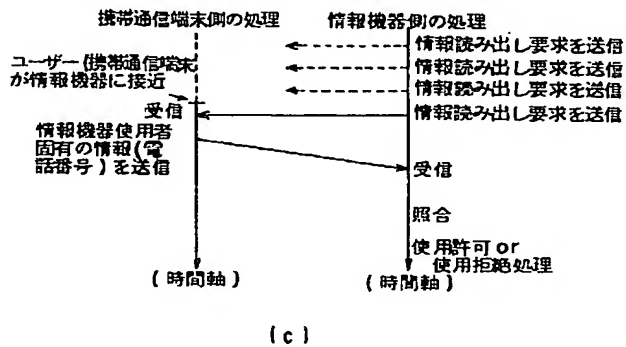 携帯通信端末側の処理
情報機器側の処理
情報読み出し要求を送信
情報読み出し要求を送信
情報読み出し要求を送信
ユーザー(携帯通信端末
が情報機器に接近
受信
情報読み出し要求を送信
情報機器使用者
固有の情報(電
話番号)を送信
受信
照合
使用許可or
使用拒絶処理
(時間軸)
(時間軸)
(c)